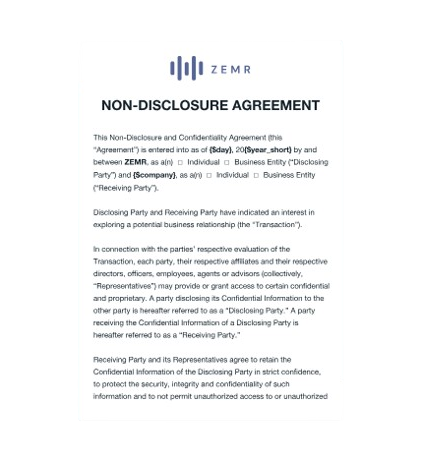 ZEMR
NON-DISCLOSURE AGREEMENT
This Non-Disclosure and Confidentiality Agreement (this
“Agreement”) is entered into as of {$day}, 20{$year_short} by and
between ZEMR, as a(n) □ Individual □ Business Entity (“Disclosing
Party”) and {$company}, as a(n) □ Individual □ Business Entity
(“Receiving Party”).
Disclosing Party and Receiving Party have indicated an interest in
exploring a potential business relationship (the “Transaction”).
In connection with the parties’ respective evaluation of the
Transaction, each party, their respective affiliates and their respective
directors, officers, employees, agents or advisors (collectively,
“Representatives”) may provide or grant access to certain confidential
and proprietary. A party disclosing its Confidential Information to the
other party is hereafter referred to as a “Disclosing Party.” A party
receiving the Confidential Information of a Disclosing Party is
hereafter referred to as a “Receiving Party.”
Receiving Party and its Representatives agree to retain the
Confidential Information of the Disclosing Party in strict confidence,
to protect the security, integrity and confidentiality of such
information and to not permit unauthorized access to or unauthorized